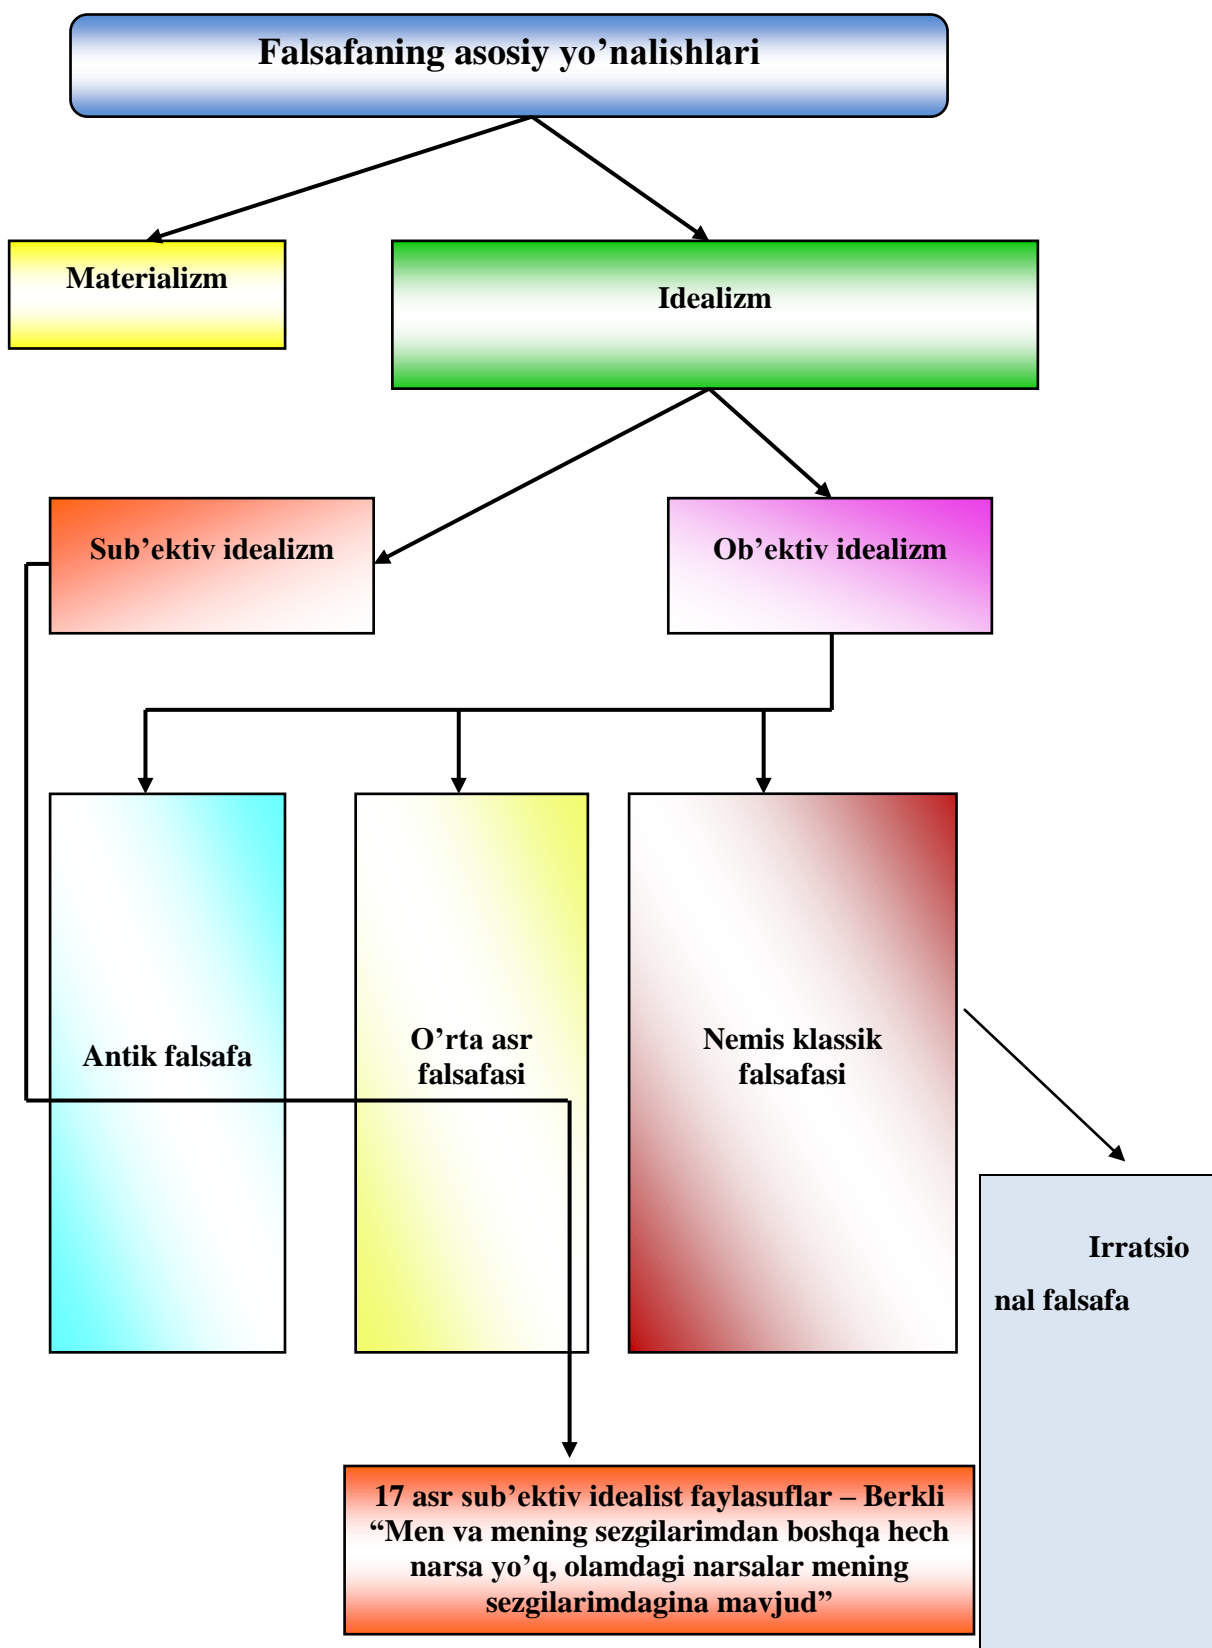 Falsafaning asosiy yo’nalishlari
Materializm
Idealizm
Sub’ektiv idealizm
Ob’ektiv idealizm
Antik falsafa
O’rta asr
falsafasi
Nemis klassik
falsafasi
Irratsio
nal falsafa
17 asr sub’ektiv idealist faylasuflar – Berkli
“Men va mening sezgilarimdan boshqa hech
narsa yo’q, olamdagi narsalar mening
sezgilarimdagina mavjud”